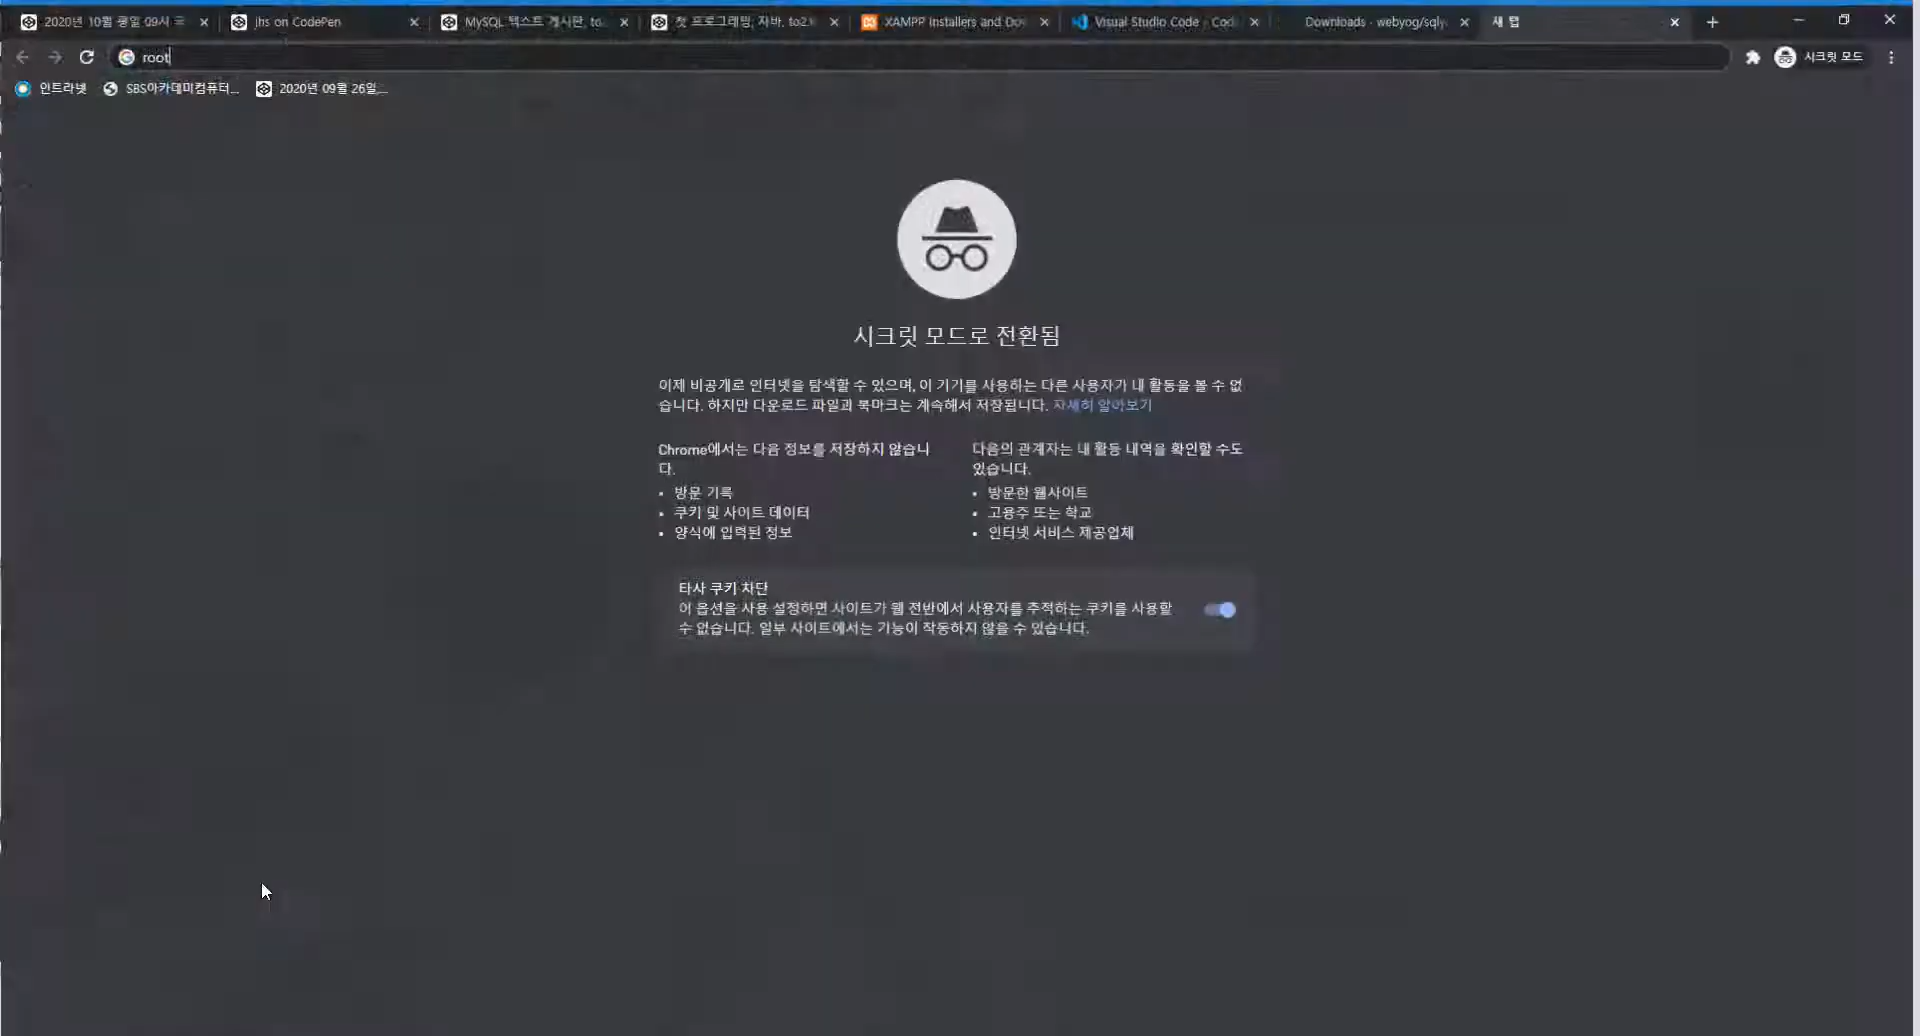 2020년 10월 평일 09시
jhs on CodePen
MySQL 텍스트 게시판, to
첫 프로그래밍, 자바, to2
XAMPP Installers and Dov
Visual Studio Code - Cod
Downloads · webyog/sqly
새 탭
root
시크릿 모드
인트라넷
SBS아카데미컴퓨터...
2020년 09월 26일...
시크릿 모드로 전환됨
이제 비공개로 인터넷을 탐색할 수 있으며, 이 기기를 사용하는 다른 사용자가 내 활동을 볼 수 없
습니다. 하지만 다운로드 파일과 북마크는 계속해서 저장됩니다. 자세히 알아보기
Chrome에서는 다음 정보를 저장하지 않습니
다.
• 방문 기록
• 쿠키 및 사이트 데이터
• 양식에 입력된 정보
다음의 관계자는 내 활동 내역을 확인할 수도
있습니다.
• 방문한 웹사이트
• 고용주 또는 학교
• 인터넷 서비스 제공업체
타사 쿠키 차단
이 옵션을 사용 설정하면 사이트가 웹 전반에서 사용자를 추적하는 쿠키를 사용할
수 없습니다. 일부 사이트에서는 기능이 작동하지 않을 수 있습니다.